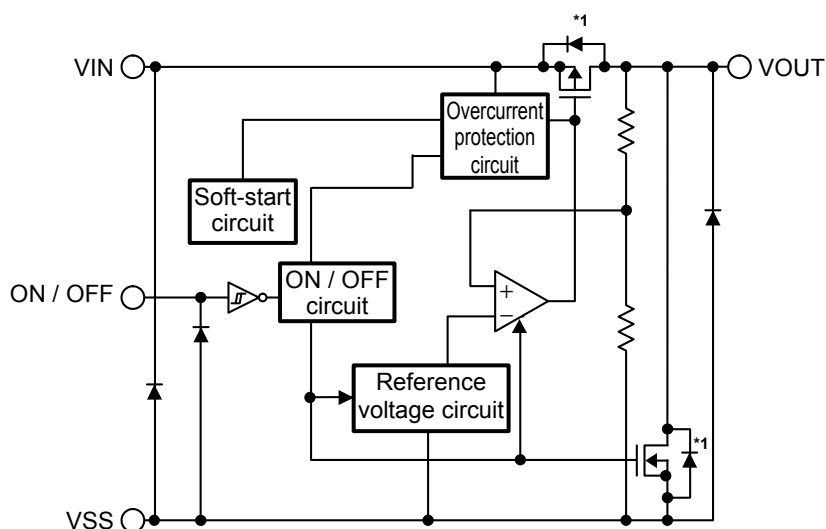 *1
VIN
VOUT
Overcurrent
protection
circuit
Soft-start
circuit
ON / OFF
ON / OFF
circuit
+
−
Reference
voltage circuit
*1
VSS